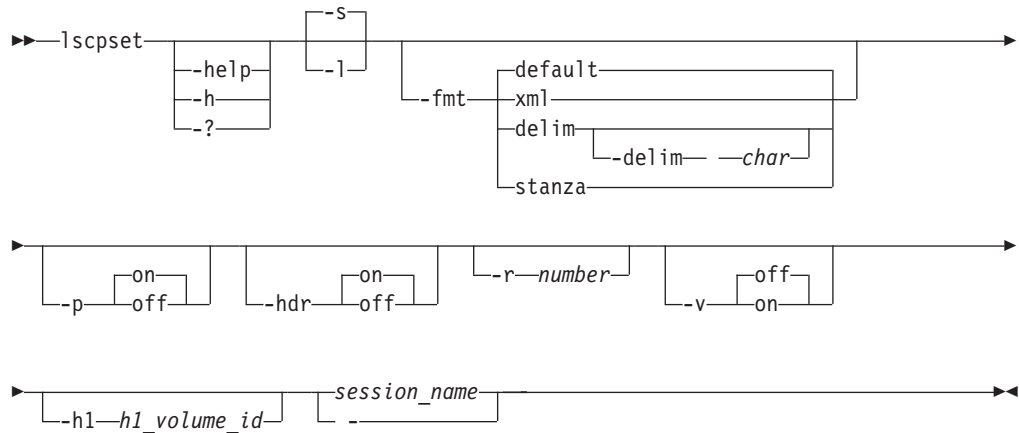 -s
lscpset
-help -l default
-h -fmt xml
-? delim
-delim char
stanza
on on off
-p off -hdr off -r number -v on
session_name
-h1 h1_volume_id -